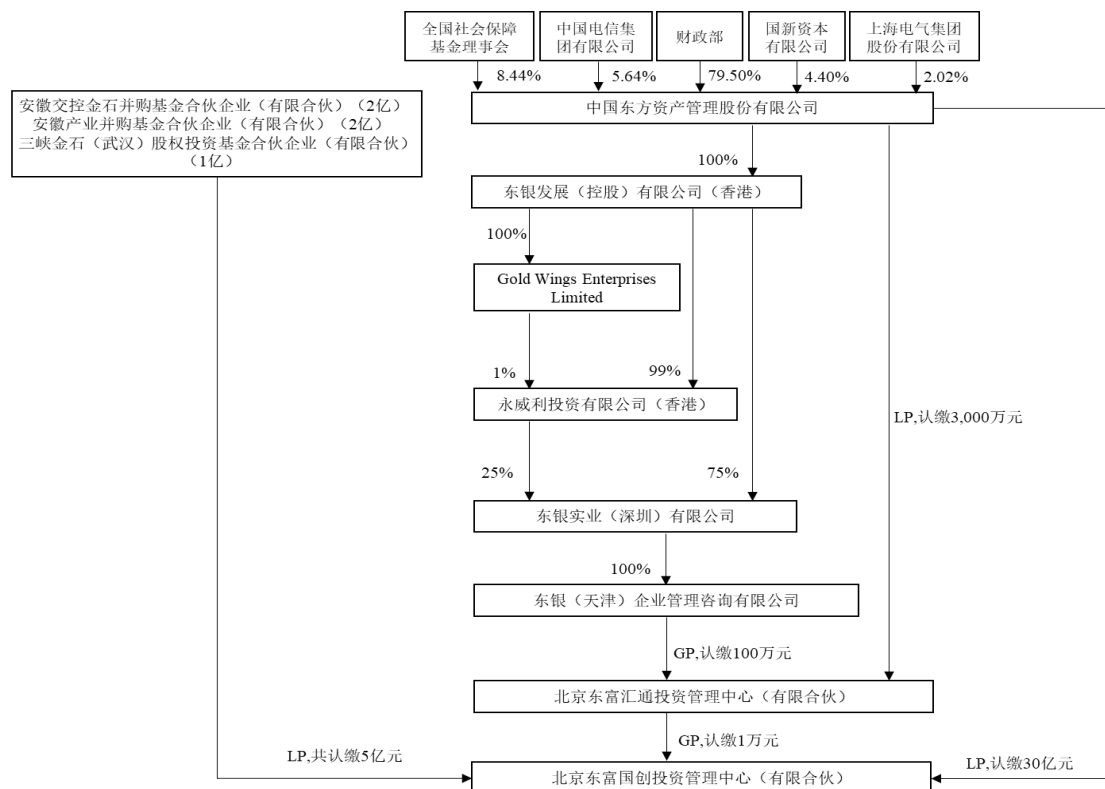 全国社会保障
基金理事会
中国电信集
团有限公司
财政部
国新资本
有限公司
上海电气集团
股份有限公司
8.44%
5.64%
79.50%
4.40%
2.02%
安徽交控金石并购基金合伙企业（有限合伙）（2亿）
安徽产业并购基金合伙企业（有限合伙）（2亿）
三峡金石（武汉）股权投资基金合伙企业（有限合伙）
（1亿）
中国东方资产管理股份有限公司
100%
东银发展（控股）有限公司（香港）
100%
Gold Wings Enterprises
Limited
1%
99%
永威利投资有限公司（香港）
LP,认缴3,000万元
25%
75%
东银实业（深圳）有限公司
100%
东银（天津）企业管理咨询有限公司
GP,认缴100万元
北京东富汇通投资管理中心（有限合伙）
GP,认缴1万元
LP,共认缴5亿元
LP,认缴30亿元
北京东富国创投资管理中心（有限合伙）